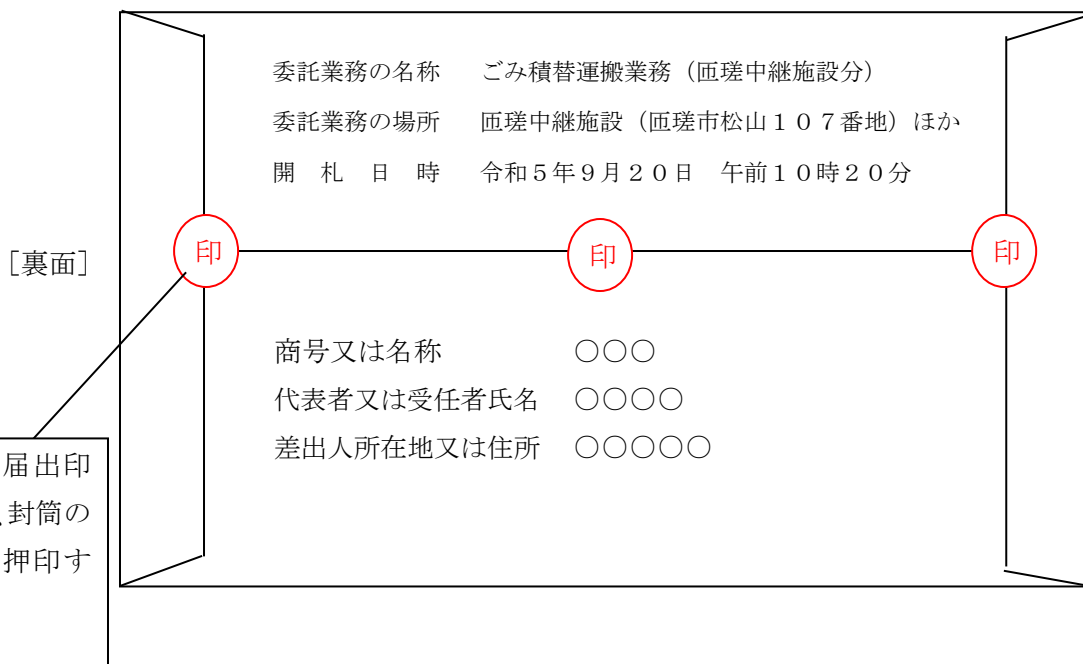 委託業務の名称　ごみ積替運搬業務（匝瑳中継施設分）
委託業務の場所　匝瑳中継施設（匝瑳市松山１０７番地）ほか
開　札　日　時　令和５年９月２０日　午前１０時２０分
印　印　印
［裏面］
商号又は名称　○○○
代表者又は受任者氏名　○○○○
差出人所在地又は住所　○○○○○
届出印
封筒の
押印す